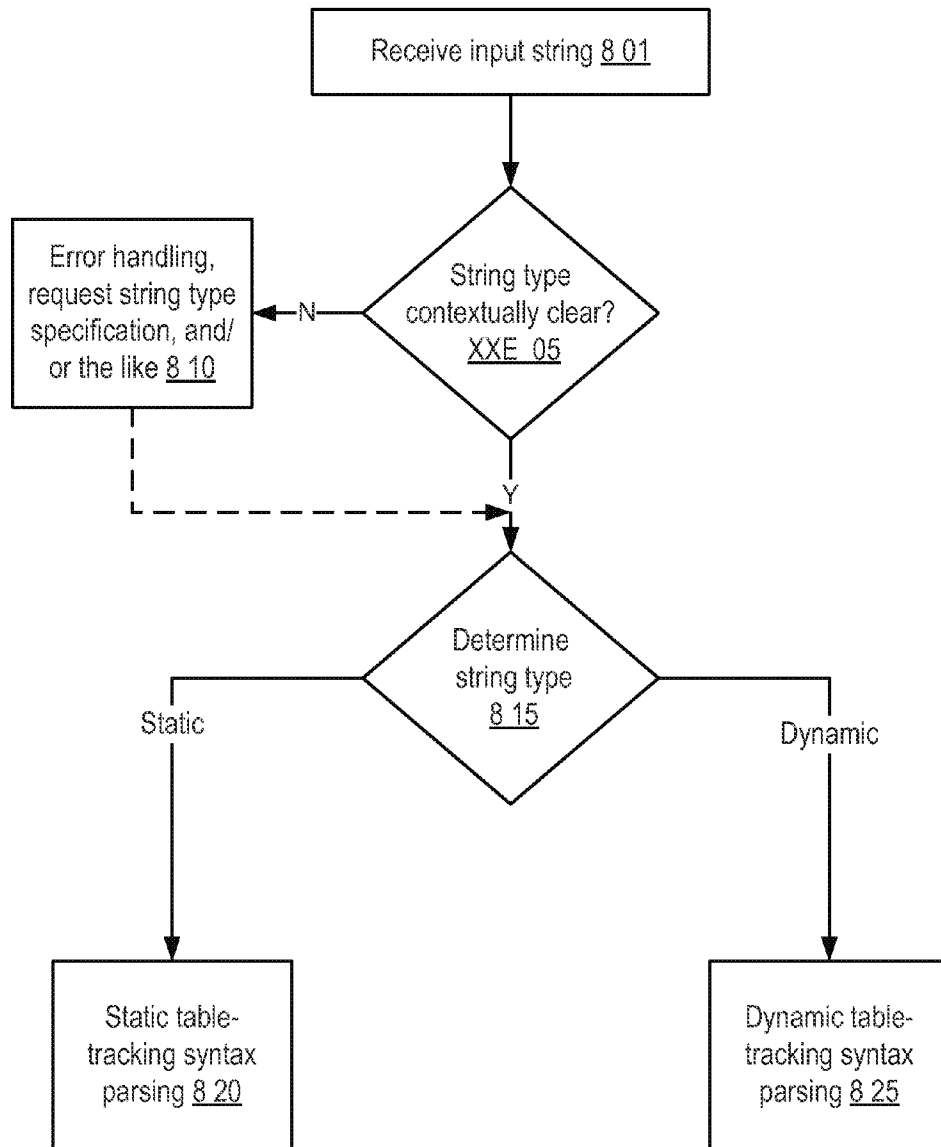 Receive input string 8 01
String type
contextually clear?
XXE 05
Error handling,
request string type
specification, and/
or the like 8 10
N
Y
Determine
string type
8 15
Static
Dynamic
Static table-
tracking syntax
parsing 8 20
Dynamic table-
tracking syntax
parsing 8 25